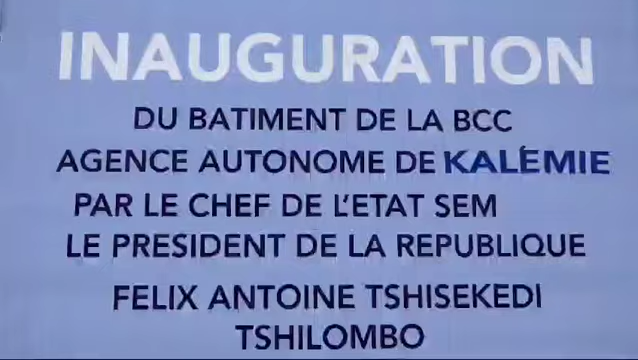 INAUGURATION
DU BATIMENT DE LA BCC
AGENCE AUTONOME DE KALEMIE
PAR LE CHEF DE L'ETAT SEM
LE PRESIDENT DE LA REPUBLIQUE
FELIX ANTOINE TSHISEKEDI
TSHILOMBO